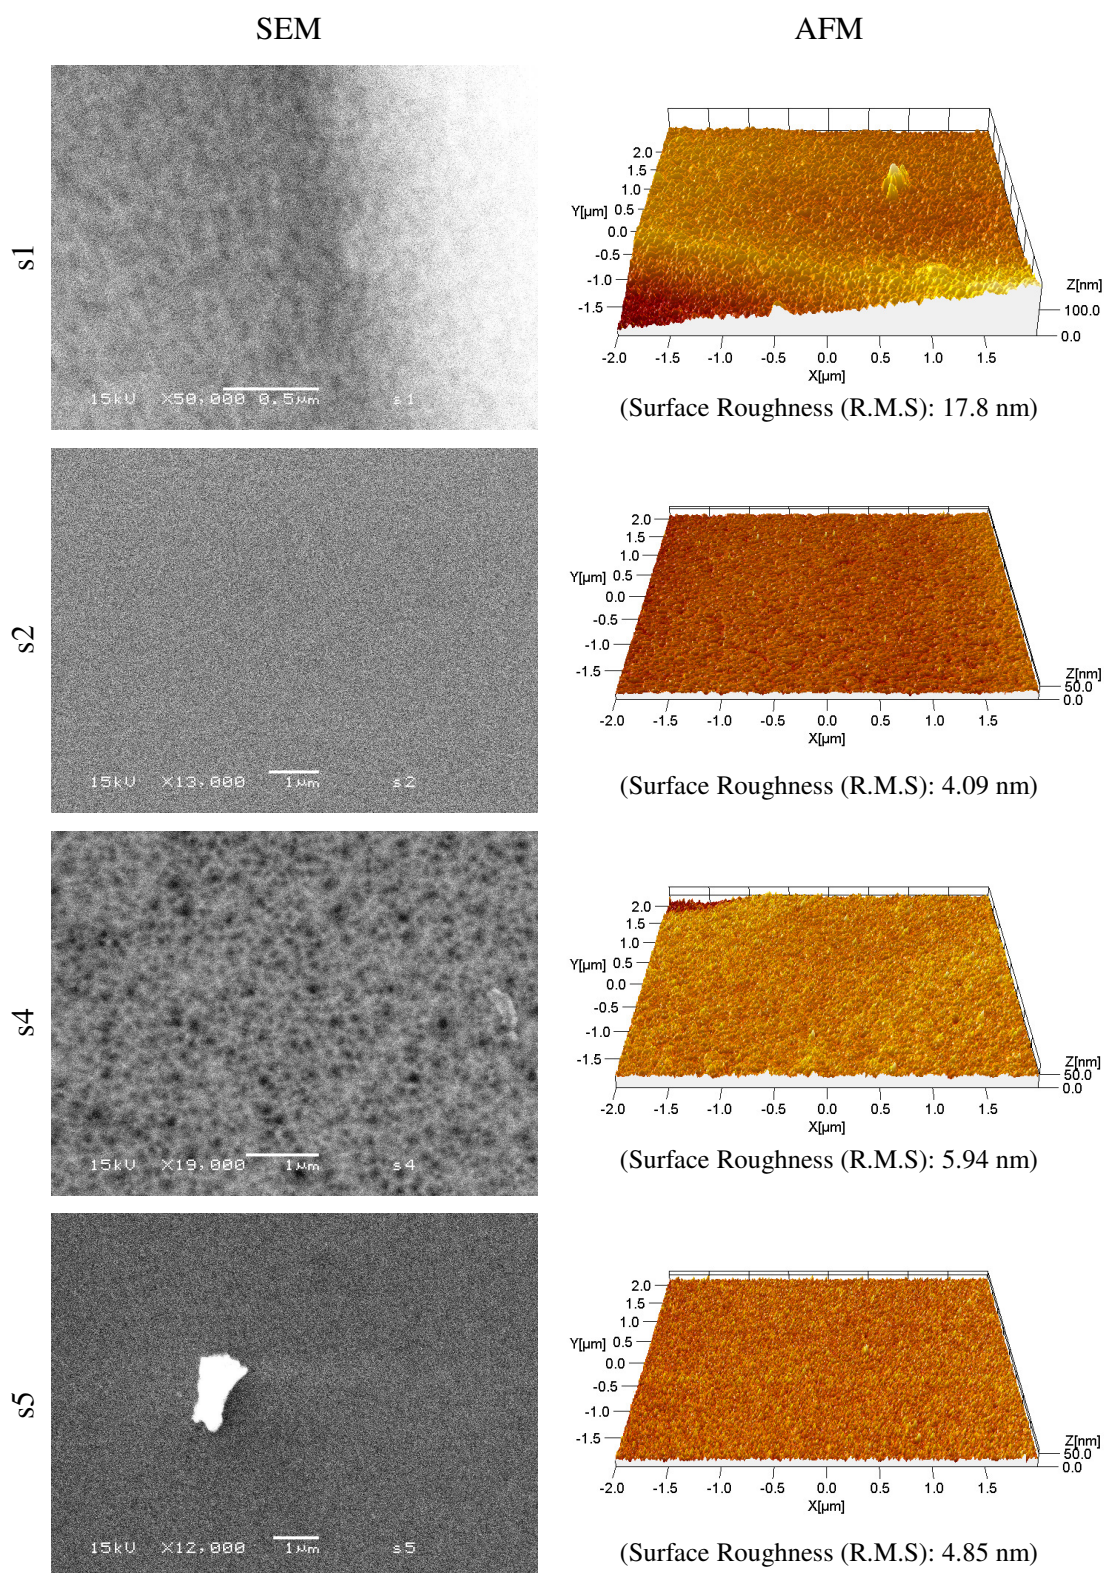 SEM
AFM
s1
15kV X50,000 0.5µm s1
2.0
1.5
1.0
Y[µm] 0.5
0.0
-0.5
-1.0
-1.5
Z[nm]
100.0
0.0
-2.0 -1.5 -1.0 -0.5 0.0 0.5 1.0 1.5
X[µm]
(Surface Roughness (R.M.S): 17.8 nm)
s2
15kV X13,000 1µm s2
2.0
1.5
1.0
Y[µm] 0.5
0.0
-0.5
-1.0
-1.5
Z[nm]
50.0
0.0
-2.0 -1.5 -1.0 -0.5 0.0 0.5 1.0 1.5
X[µm]
(Surface Roughness (R.M.S): 4.09 nm)
s4
15kV X19,000 1µm s4
2.0
1.5
1.0
Y[µm] 0.5
0.0
-0.5
-1.0
-1.5
Z[nm]
50.0
0.0
-2.0 -1.5 -1.0 -0.5 0.0 0.5 1.0 1.5
X[µm]
(Surface Roughness (R.M.S): 5.94 nm)
s5
15kV X12,000 1µm s5
2.0
1.5
1.0
Y[µm] 0.5
0.0
-0.5
-1.0
-1.5
Z[nm]
50.0
0.0
-2.0 -1.5 -1.0 -0.5 0.0 0.5 1.0 1.5
X[µm]
(Surface Roughness (R.M.S): 4.85 nm)